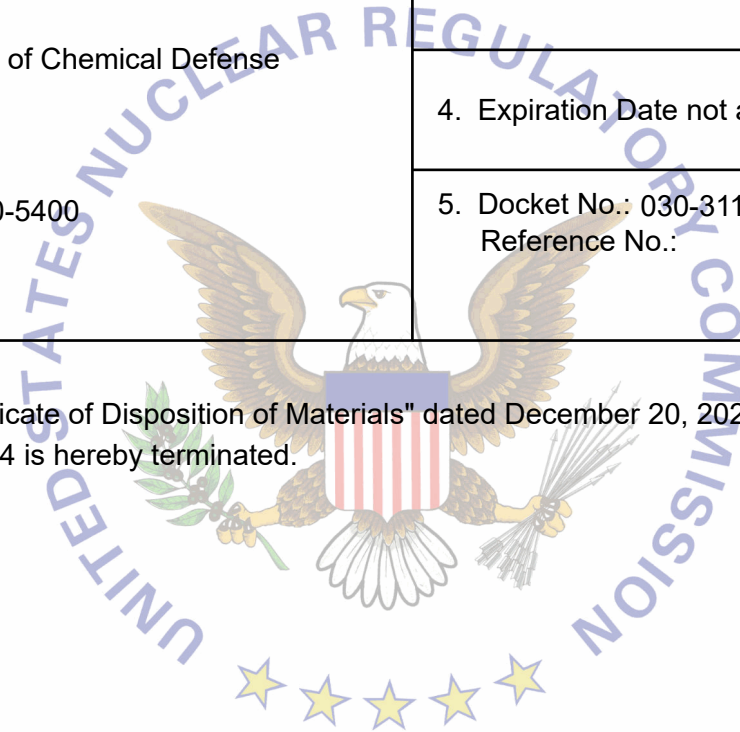 of Chemical Defense
4. Expiration Date not
-5400
5. Docket No.: 030-311
Reference No.:
icate of Disposition of Materials" dated December 20, 202
4 is hereby terminated.
UNITED STATES NUCLEAR REGULATORY COMMISSION